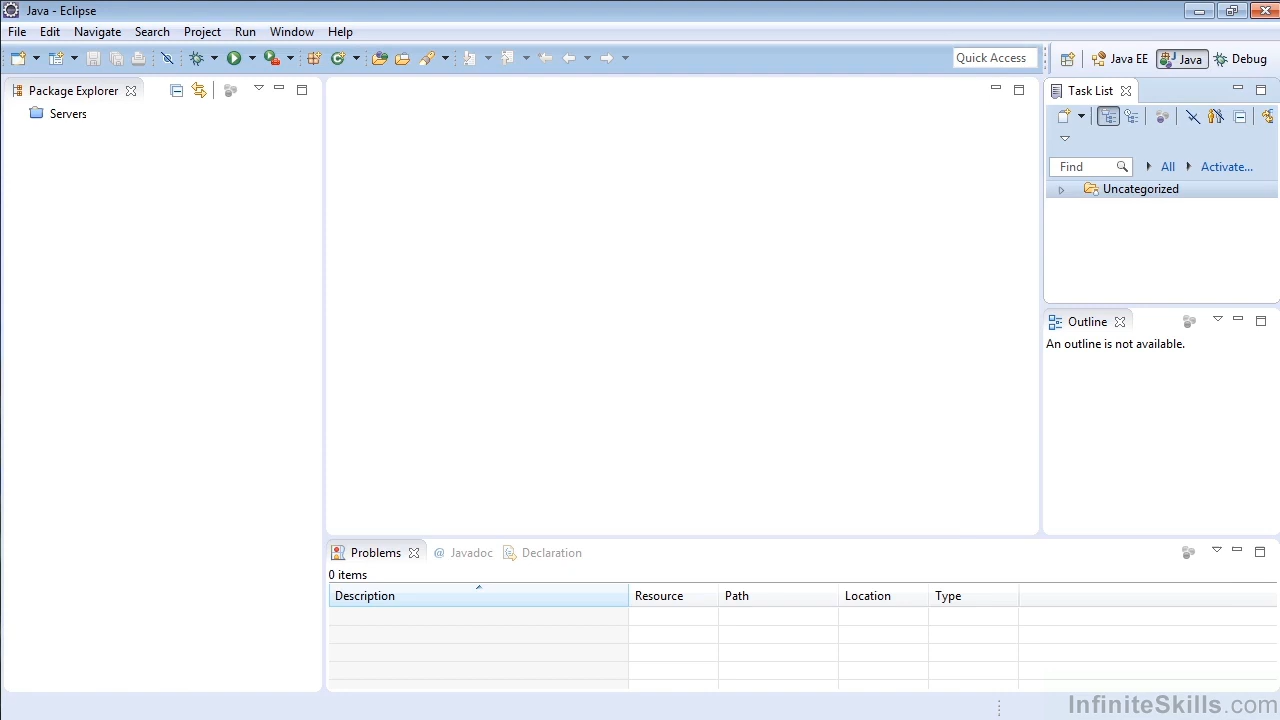 Java - Eclipse
File Edit Navigate Search Project Run Window Help
Quick Access
Java EE
Java
Debug
Package Explorer
Servers
Task List
Find
All
Activate...
Uncategorized
Outline
An outline is not available.
Problems @ Javadoc Declaration
0 items
Description Resource Path Location Type
InfiniteSkills.com